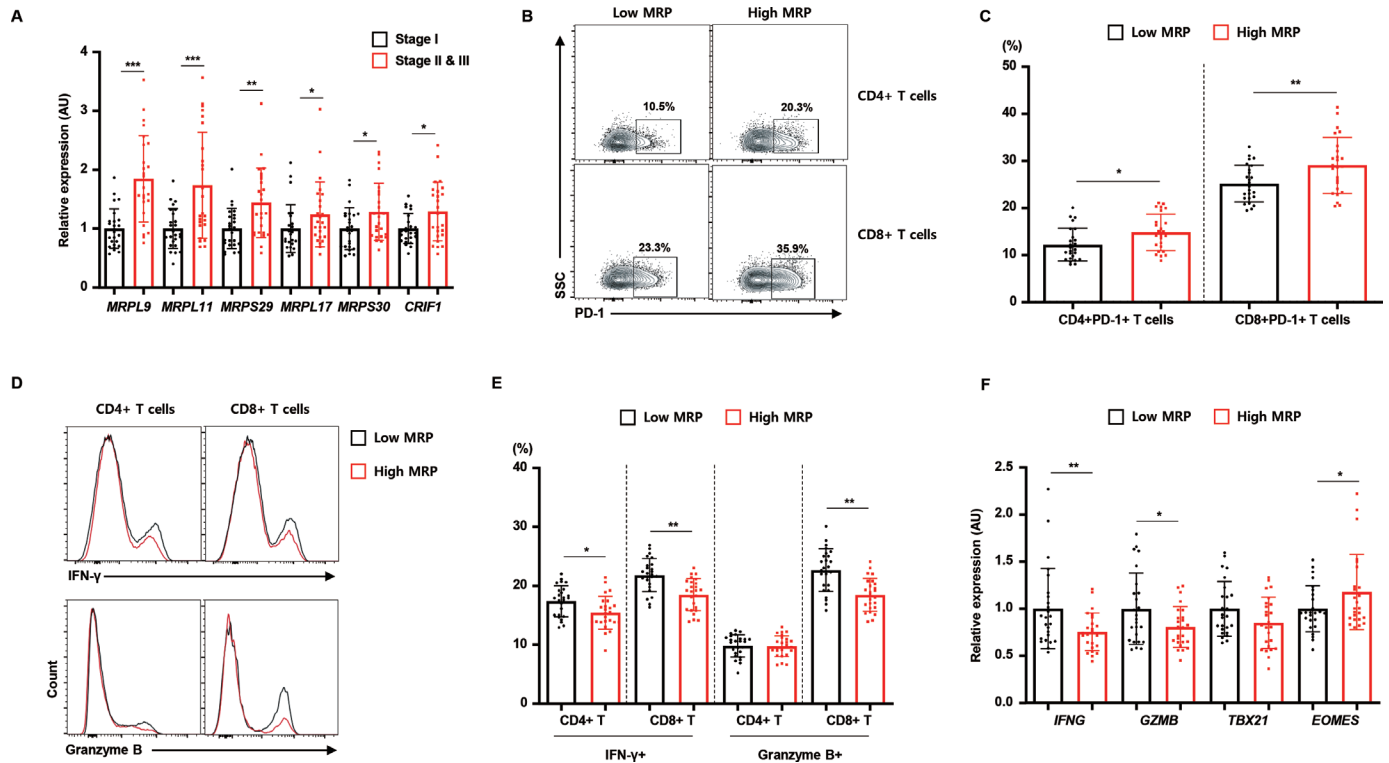 A
Stage I
Stage II & III
Relative expression (AU)
4
3
2
1
0
***
***
**
*
*
*
MRPL9
MRPL11
MRPS29
MRPL17
MRPS30
CRIF1
B
Low MRP
High MRP
10.5%
20.3%
CD4+ T cells
23.3%
35.9%
CD8+ T cells
SSC
PD-1
C
Low MRP
High MRP
(%)
50
40
30
20
10
0
*
**
CD4+PD-1+ T cells
CD8+PD-1+ T cells
D
CD4+ T cells
CD8+ T cells
Low MRP
High MRP
IFN-γ
Count
Granzyme B
E
Low MRP
High MRP
(%)
40
30
20
10
0
*
**
**
CD4+ T
CD8+ T
CD4+ T
CD8+ T
IFN-γ+
Granzyme B+
F
Low MRP
High MRP
Relative expression (AU)
2.5
2.0
1.5
1.0
0.5
0.0
**
*
*
IFNG
GZMB
TBX21
EOMES